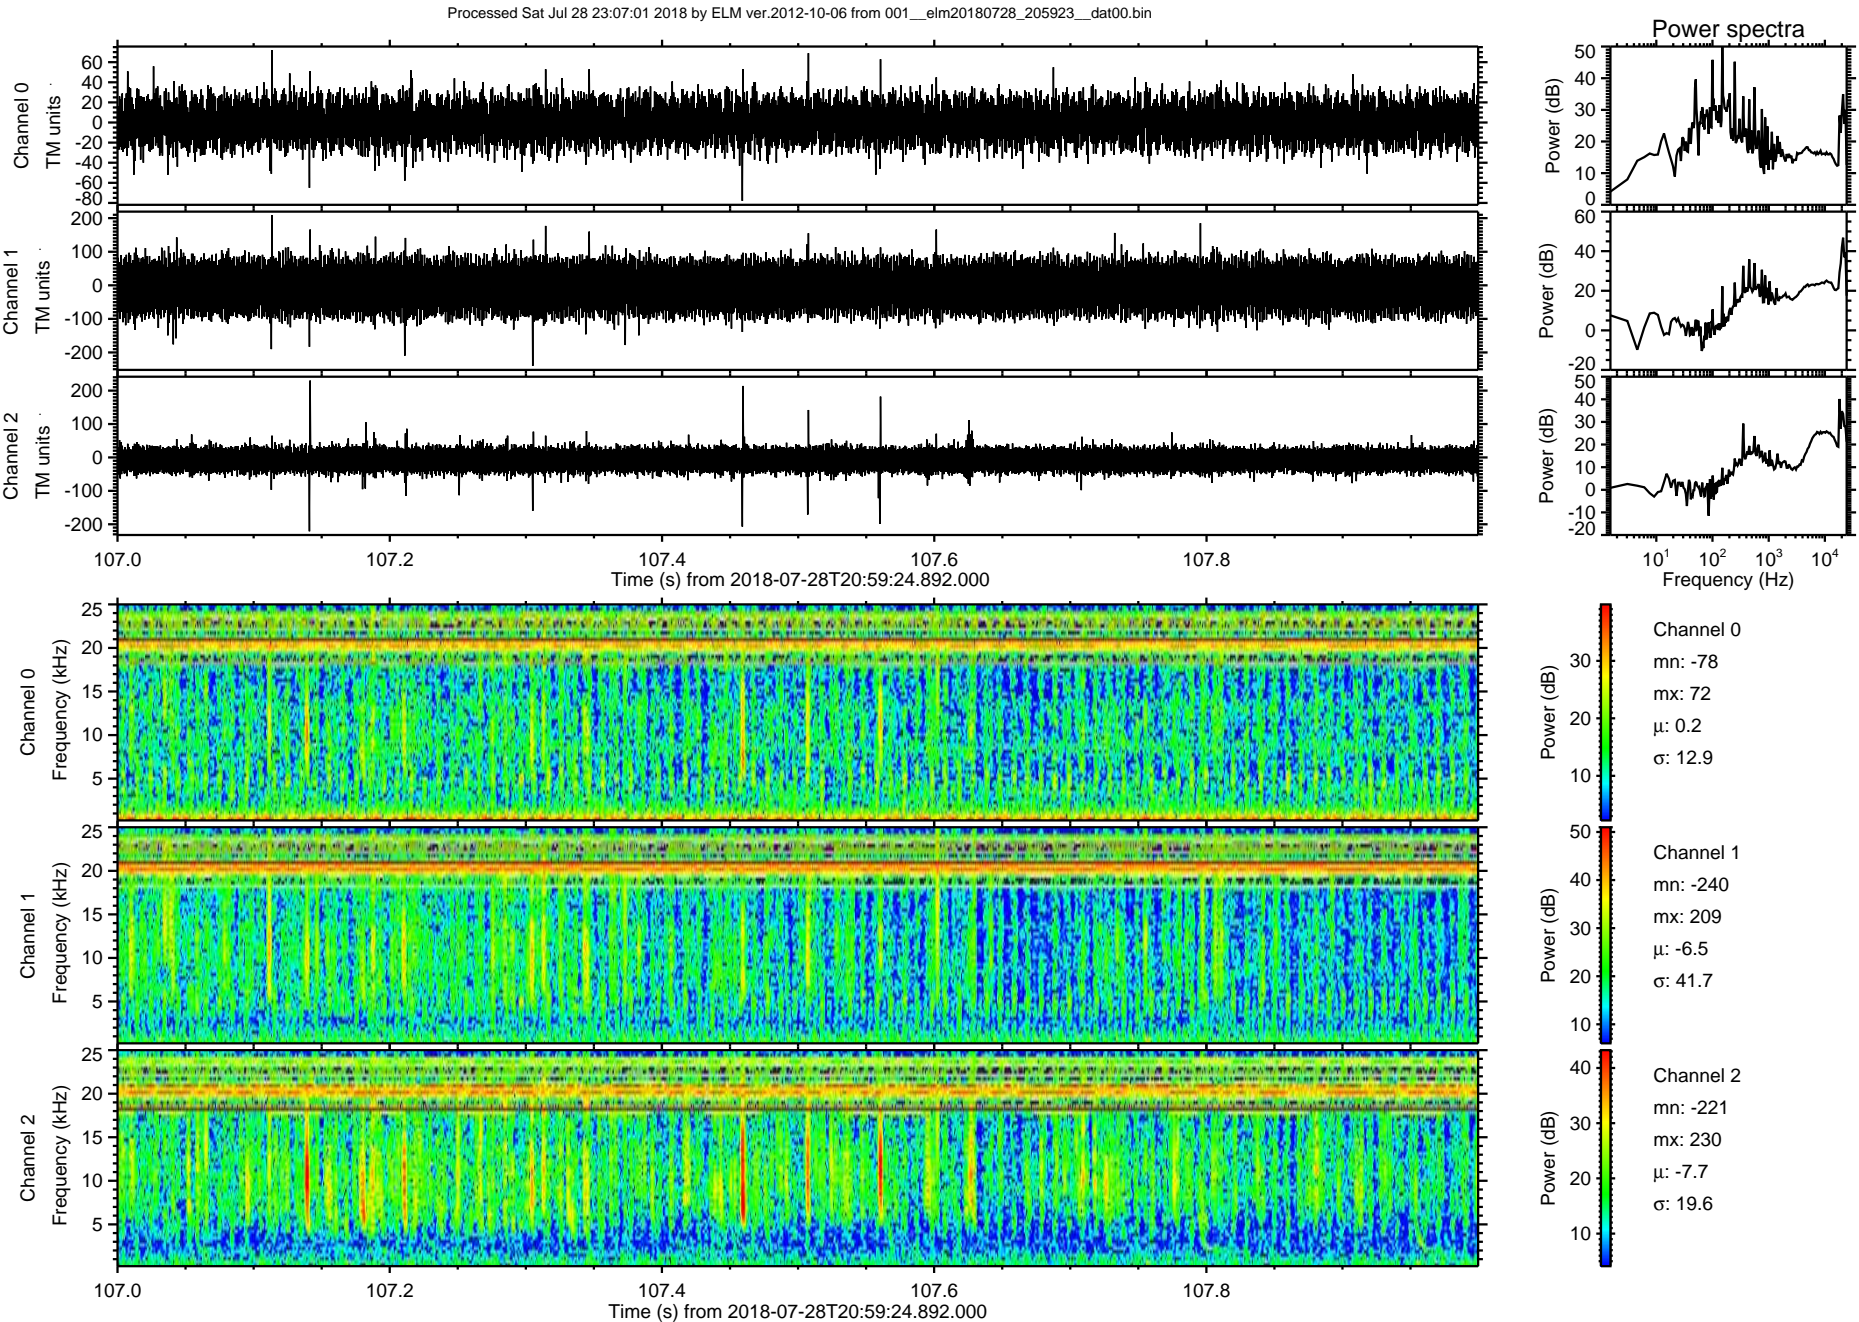 Processed Sat Jul 28 23:07:01 2018 by ELM ver.2012-10-06 from 001__elm20180728_205923__dat00.bin
Power spectra
Channel 0
TM units
60
40
20
0
-20
-40
-60
-80
Power (dB)
50
40
30
20
10
0
Channel 1
TM units
200
100
0
-100
-200
Power (dB)
60
40
20
0
-20
Channel 2
TM units
200
100
0
-100
-200
Power (dB)
50
40
30
20
10
0
-10
-20
107.0
107.2
107.4
107.6
107.8
Time (s) from 2018-07-28T20:59:24.892.000
10¹
10²
10³
10⁴
Frequency (Hz)
Channel 0
Frequency (kHz)
25
20
15
10
5
Power (dB)
30
20
10
Channel 0
mn: -78
mx: 72
μ: 0.2
σ: 12.9
Channel 1
Frequency (kHz)
25
20
15
10
5
Power (dB)
50
40
30
20
10
Channel 1
mn: -240
mx: 209
μ: -6.5
σ: 41.7
Channel 2
Frequency (kHz)
25
20
15
10
5
Power (dB)
40
30
20
10
Channel 2
mn: -221
mx: 230
μ: -7.7
σ: 19.6
107.0
107.2
107.4
107.6
107.8
Time (s) from 2018-07-28T20:59:24.892.000